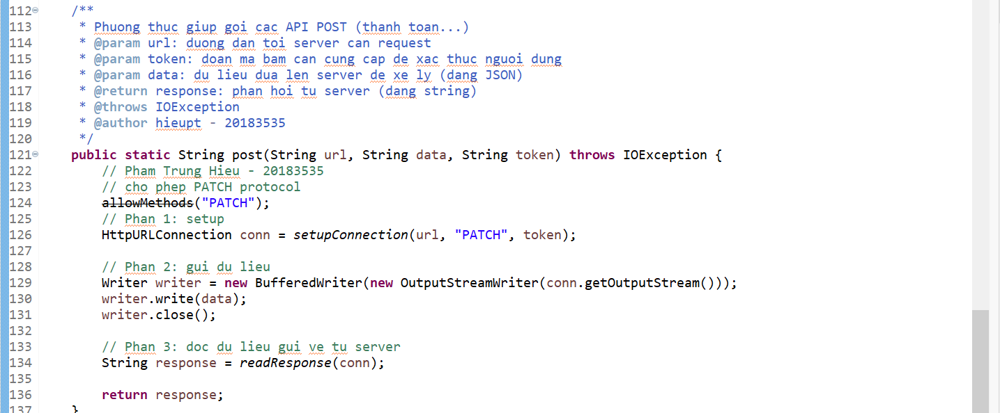 112 /**
113 * Phuong thuc giup goi cac API POST (thanh toan...)
114 * @param url: duong dan toi server can request
115 * @param token: doan ma bam can cung cap de xac thuc nguoi dung
116 * @param data: du lieu dua len server de xe ly (dang JSON)
117 * @return response: phan hoi tu server (dang string)
118 * @throws IOException
119 * @author hieupt - 20183535
120 */
121 public static String post(String url, String data, String token) throws IOException {
122 // Pham Trung Hieu - 20183535
123 // cho phep PATCH protocol
124 allowMethods("PATCH");
125 // Phan 1: setup
126 HttpURLConnection conn = setupConnection(url, "PATCH", token);
127
128 // Phan 2: gui du lieu
129 Writer writer = new BufferedWriter(new OutputStreamWriter(conn.getOutputStream()));
130 writer.write(data);
131 writer.close();
132
133 // Phan 3: doc du lieu gui ve tu server
134 String response = readResponse(conn);
135
136 return response;
137 }